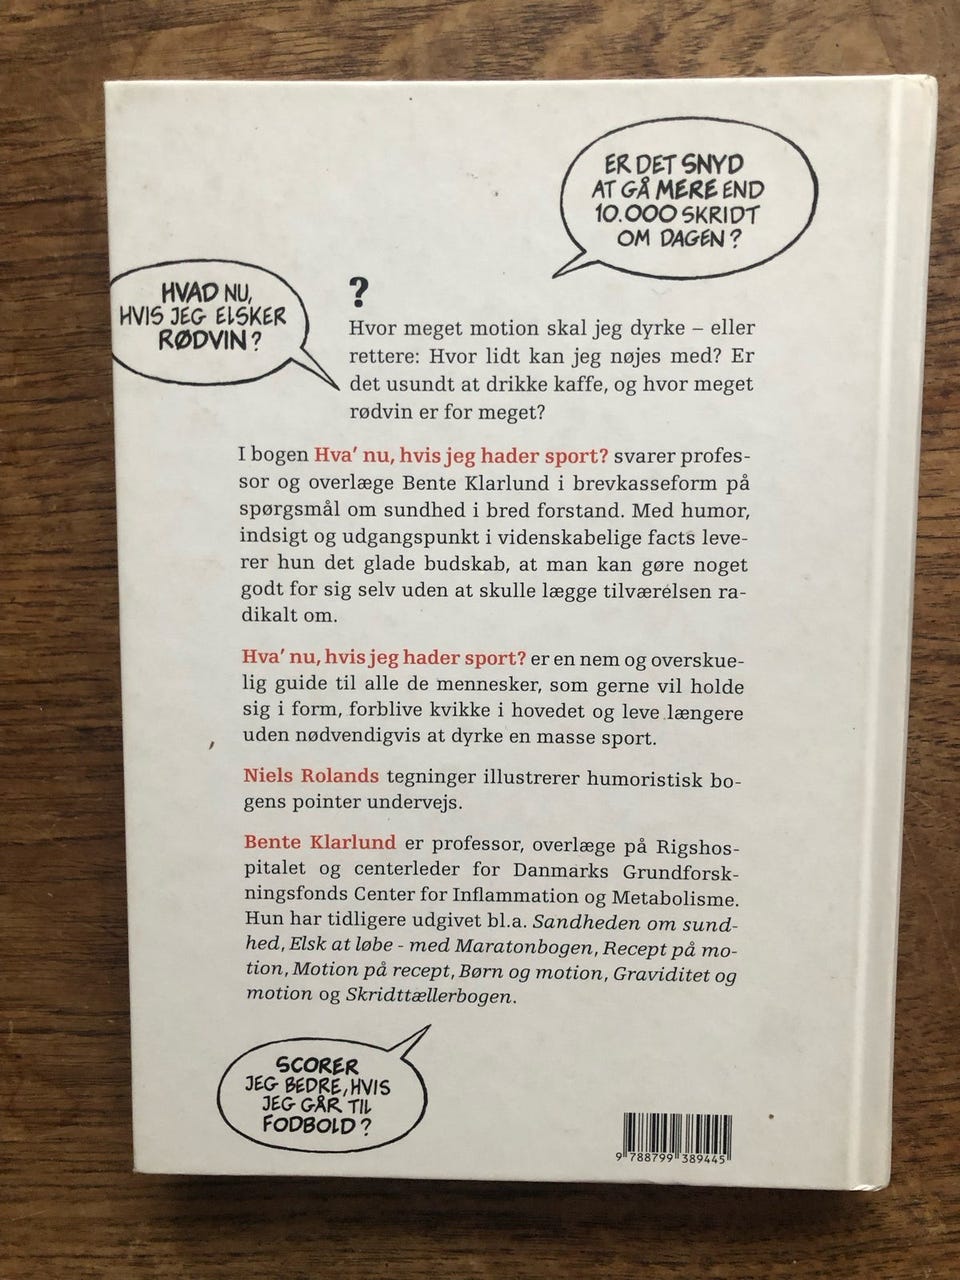 ER DET SNYD
AT GÅ MERE END
10.000 SKRIDT
OM DAGEN?
HVAD NU,
HVIS JEG ELSKER
RØDVIN?
?
Hvor meget motion skal jeg dyrke – eller
rettere: Hvor lidt kan jeg nøjes med? Er
det usundt at drikke kaffe, og hvor meget
rødvin er for meget?
I bogen Hva’ nu, hvis jeg hader sport? svarer profes-
sor og overlæge Bente Klarlund i brevkasseform på
spørgsmål om sundhed i bred forstand. Med humor,
indsigt og udgangspunkt i videnskabelige facts leve-
rer hun det glade budskab, at man kan gøre noget
godt for sig selv uden at skulle lægge tilværelsen ra-
dikalt om.
Hva’ nu, hvis jeg hader sport? er en nem og overskue-
lig guide til alle de mennesker, som gerne vil holde
sig i form, forblive kvikke i hovedet og leve længere
uden nødvendigvis at dyrke en masse sport.
Niels Rolands tegninger illustrerer humoristisk bo-
gens pointer undervejs.
Bente Klarlund er professor, overlæge på Rigshos-
pitalet og centerleder for Danmarks Grundforsk-
ningsfonds Center for Inflammation og Metabolisme.
Hun har tidligere udgivet bl.a. Sandheden om sund-
hed, Elsk at løbe - med Maratonbogen, Recept på mo-
tion, Motion på recept, Børn og motion, Graviditet og
motion og Skridttællerbogen.
SCORER
JEG BEDRE, HVIS
JEG GÅR TIL
FODBOLD?
9 788799 389445